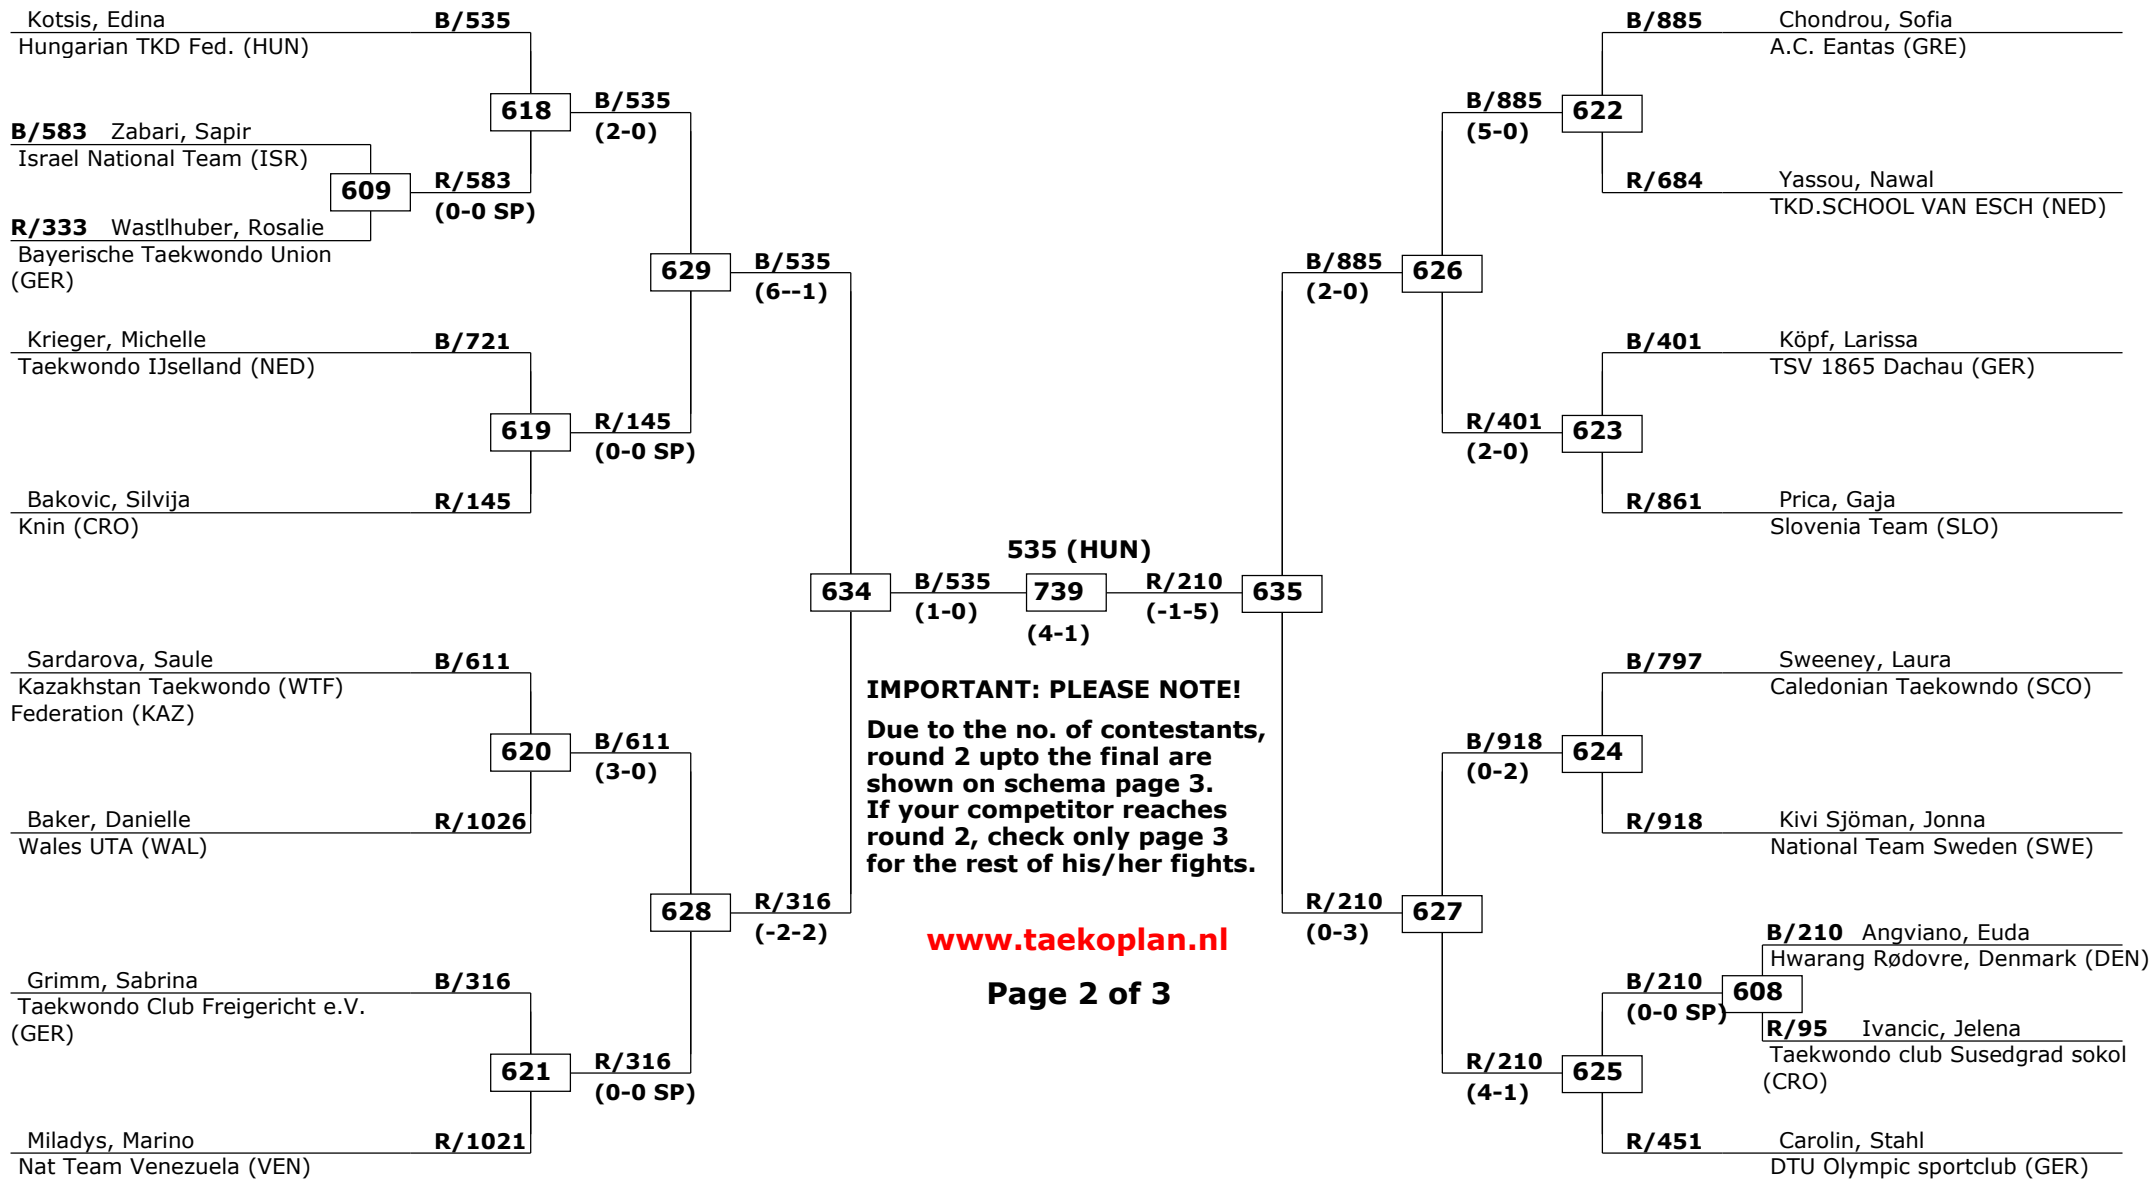 Kotsis, Edina
B/535
Hungarian TKD Fed. (HUN)
618
B/535
(2-0)
B/583 Zabari, Sapir
Israel National Team (ISR)
609
R/583
(0-0 SP)
R/333 Wastlhuber, Rosalie
Bayerische Taekwondo Union
(GER)
629
B/535
(6--1)
Krieger, Michelle
B/721
Taekwondo IJselland (NED)
619
R/145
(0-0 SP)
Bakovic, Silvija
R/145
Knin (CRO)
634
B/535
(1-0)
Sardarova, Saule
B/611
Kazakhstan Taekwondo (WTF)
Federation (KAZ)
620
B/611
(3-0)
Baker, Danielle
R/1026
Wales UTA (WAL)
628
R/316
(-2-2)
Grimm, Sabrina
B/316
Taekwondo Club Freigericht e.V.
(GER)
621
R/316
(0-0 SP)
Miladys, Marino
R/1021
Nat Team Venezuela (VEN)
535 (HUN)
739
(4-1)
IMPORTANT: PLEASE NOTE!
Due to the no. of contestants,
round 2 upto the final are
shown on schema page 3.
If your competitor reaches
round 2, check only page 3
for the rest of his/her fights.
www.taekoplan.nl
Page 2 of 3
B/885
Chondrou, Sofia
A.C. Eantas (GRE)
B/885
(5-0)
622
R/684
Yassou, Nawal
TKD.SCHOOL VAN ESCH (NED)
B/885
(2-0)
626
B/401
Köpf, Larissa
TSV 1865 Dachau (GER)
R/401
(2-0)
623
R/861
Prica, Gaja
Slovenia Team (SLO)
R/210
(-1-5)
635
B/797
Sweeney, Laura
Caledonian Taekowndo (SCO)
B/918
(0-2)
624
R/918
Kivi Sjöman, Jonna
National Team Sweden (SWE)
R/210
(0-3)
627
B/210 Angviano, Euda
Hwarang Rødovre, Denmark (DEN)
B/210
(0-0 SP)
608
R/95 Ivancic, Jelena
Taekwondo club Susedgrad sokol
(CRO)
R/210
(4-1)
625
R/451
Carolin, Stahl
DTU Olympic sportclub (GER)